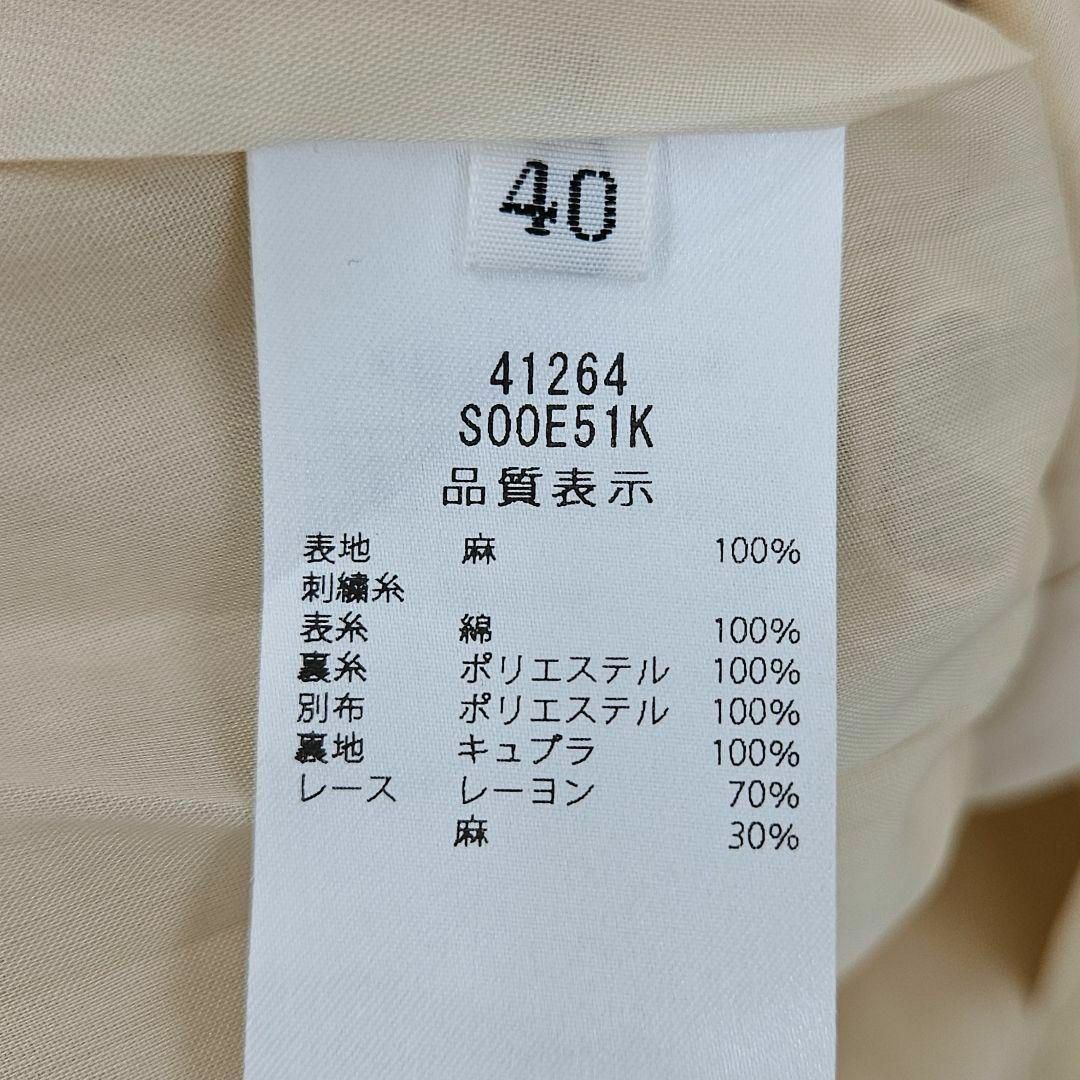 40
41264
S00E51K
品質表示
表地 麻 100%
刺繍糸
表糸 綿 100%
裏糸 ポリエステル 100%
別布 ポリエステル 100%
裏地 キュプラ 100%
レース レーヨン 70%
麻 30%